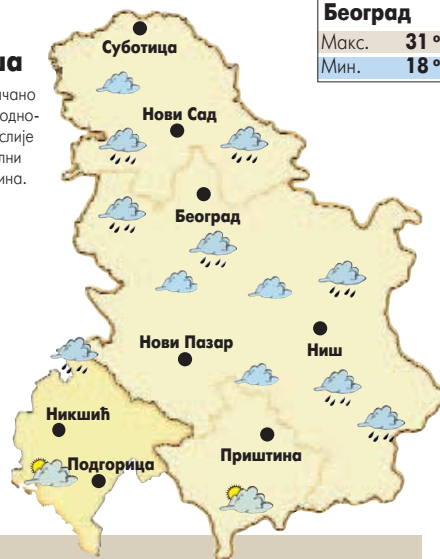 Београд
Макс. 31 º
Мин. 18 º
Суботица
Нови Сад
Београд
Нови Пазар
Ниш
Никшић
Подгорица
Приштина